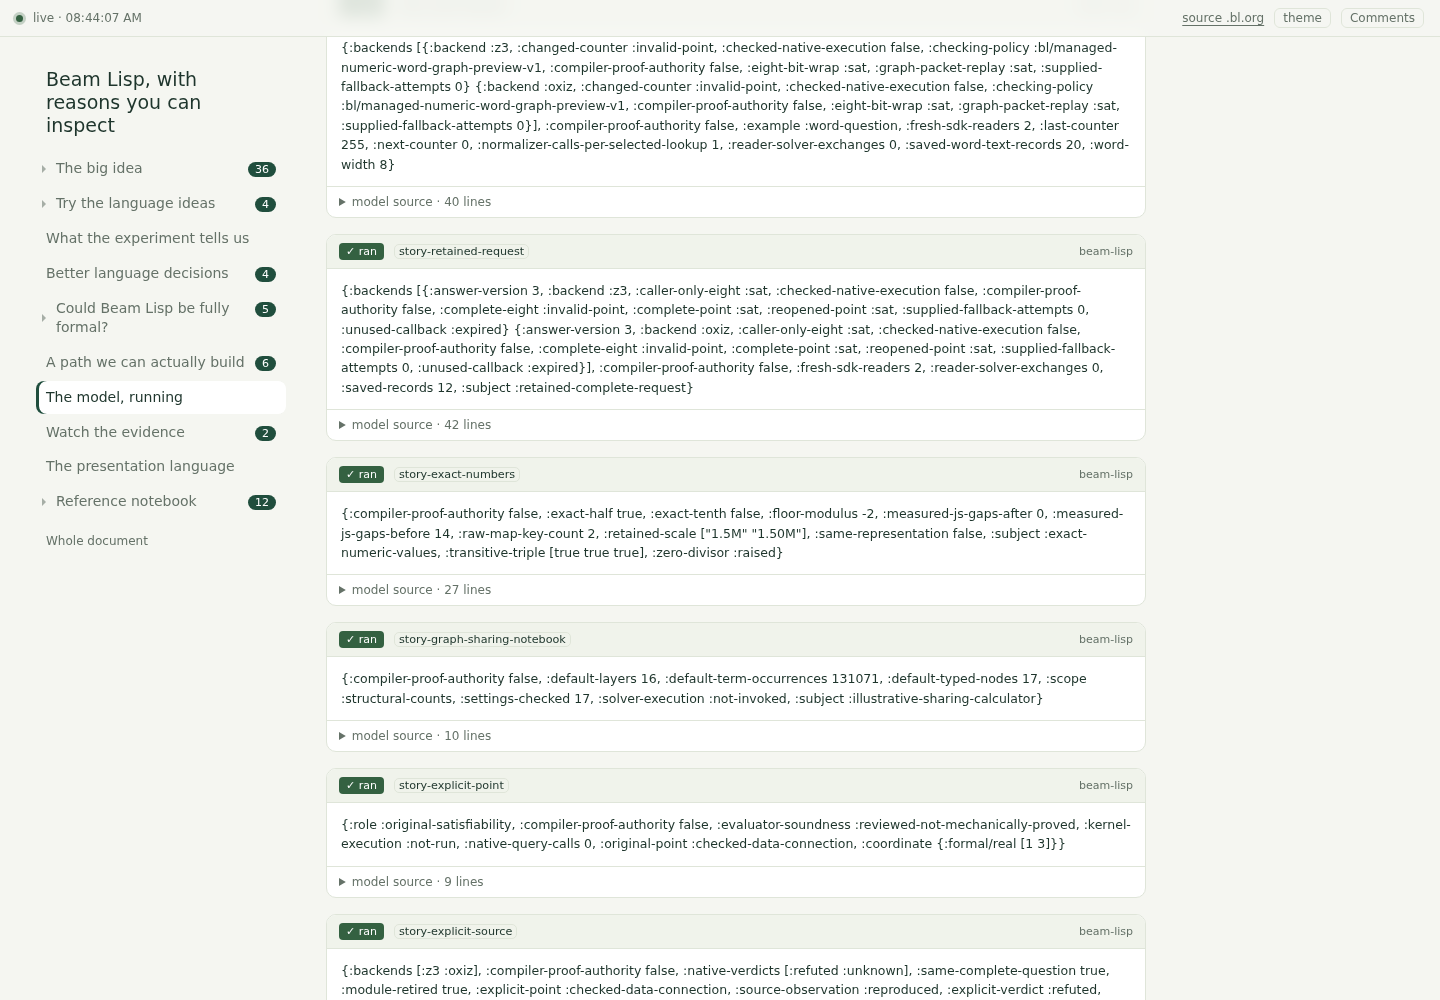 live · 08:44:07 AM
source .bl.org
theme
Comments
Beam Lisp, with
reasons you can
inspect
The big idea 36
Try the language ideas 4
What the experiment tells us
Better language decisions 4
Could Beam Lisp be fully 5
formal?
A path we can actually build 6
The model, running
Watch the evidence 2
The presentation language
Reference notebook 12
Whole document
{:backends [{:backend :z3, :changed-counter :invalid-point, :checked-native-execution false, :checking-policy :bl/managed-
numeric-word-graph-preview-v1, :compiler-proof-authority false, :eight-bit-wrap :sat, :graph-packet-replay :sat, :supplied-
fallback-attempts 0} {:backend :oxiz, :changed-counter :invalid-point, :checked-native-execution false, :checking-policy
:bl/managed-numeric-word-graph-preview-v1, :compiler-proof-authority false, :eight-bit-wrap :sat, :graph-packet-replay :sat,
:supplied-fallback-attempts 0}], :compiler-proof-authority false, :example :word-question, :fresh-sdk-readers 2, :last-counter
255, :next-counter 0, :normalizer-calls-per-selected-lookup 1, :reader-solver-exchanges 0, :saved-word-text-records 20, :word-
width 8}
model source · 40 lines
✓ ran story-retained-request beam-lisp
{:backends [{:answer-version 3, :backend :z3, :caller-only-eight :sat, :checked-native-execution false, :compiler-proof-
authority false, :complete-eight :invalid-point, :complete-point :sat, :reopened-point :sat, :supplied-fallback-attempts 0,
:unused-callback :expired} {:answer-version 3, :backend :oxiz, :caller-only-eight :sat, :checked-native-execution false,
:compiler-proof-authority false, :complete-eight :invalid-point, :complete-point :sat, :reopened-point :sat, :supplied-fallback-
attempts 0, :unused-callback :expired}], :compiler-proof-authority false, :fresh-sdk-readers 2, :reader-solver-exchanges 0,
:saved-records 12, :subject :retained-complete-request}
model source · 42 lines
✓ ran story-exact-numbers beam-lisp
{:compiler-proof-authority false, :exact-half true, :exact-tenth false, :floor-modulus -2, :measured-js-gaps-after 0, :measured-
js-gaps-before 14, :raw-map-key-count 2, :retained-scale ["1.5M" "1.50M"], :same-representation false, :subject :exact-
numeric-values, :transitive-triple [true true true], :zero-divisor :raised}
model source · 27 lines
✓ ran story-graph-sharing-notebook beam-lisp
{:compiler-proof-authority false, :default-layers 16, :default-term-occurrences 131071, :default-typed-nodes 17, :scope
:structural-counts, :settings-checked 17, :solver-execution :not-invoked, :subject :illustrative-sharing-calculator}
model source · 10 lines
✓ ran story-explicit-point beam-lisp
{:role :original-satisfiability, :compiler-proof-authority false, :evaluator-soundness :reviewed-not-mechanically-proved, :kernel-
execution :not-run, :native-query-calls 0, :original-point :checked-data-connection, :coordinate {:formal/real [1 3]}}
model source · 9 lines
✓ ran story-explicit-source beam-lisp
{:backends [:z3 :oxiz], :compiler-proof-authority false, :native-verdicts [:refuted :unknown], :same-complete-question true,
:module-retired true, :explicit-point :checked-data-connection, :source-observation :reproduced, :explicit-verdict :refuted,